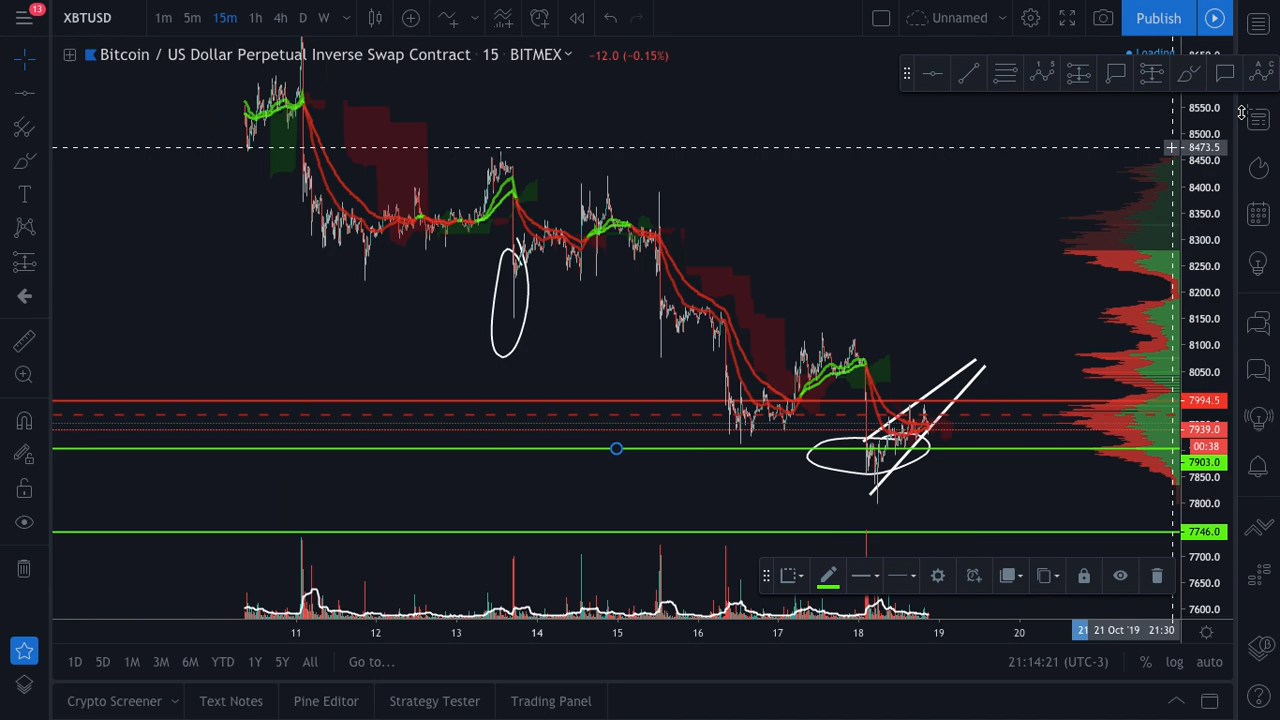 13
XBTUSD
1m 5m 15m 1h 4h D W
Unnamed
Publish
Bitcoin / US Dollar Perpetual Inverse Swap Contract 15 BITMEX
−12.0 (−0.15%)
Loading
8550.0
8500.0
8473.5
8450.0
8400.0
8350.0
8300.0
8250.0
8200.0
8150.0
8100.0
8050.0
7994.5
7939.0
00:38
7903.0
7850.0
7800.0
7746.0
7700.0
7650.0
7600.0
11 12 13 14 15 16 17 18 19 20 21 21 Oct '19 21:30
1D 5D 1M 3M 6M YTD 1Y 5Y All Go to... 21:14:21 (UTC-3) % log auto
Crypto Screener Text Notes Pine Editor Strategy Tester Trading Panel